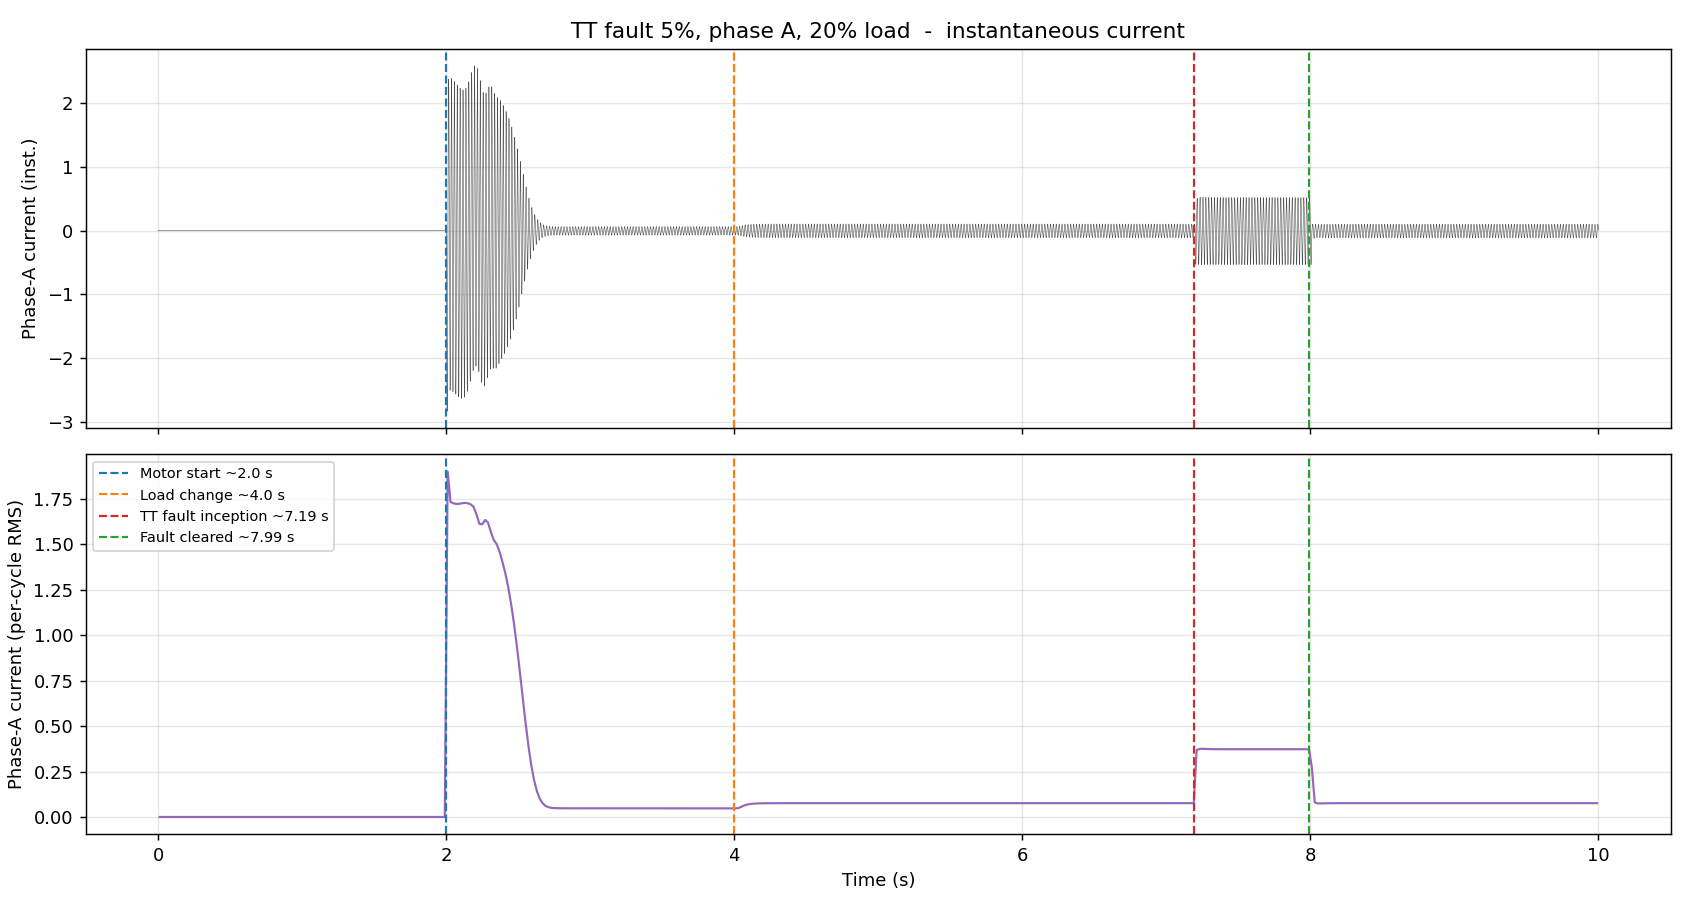 TT fault 5%, phase A, 20% load  -  instantaneous current
Phase-A current (inst.)
2
1
0
−1
−2
−3
Phase-A current (per-cycle RMS)
1.75
1.50
1.25
1.00
0.75
0.50
0.25
0.00
Motor start ~2.0 s
Load change ~4.0 s
TT fault inception ~7.19 s
Fault cleared ~7.99 s
0 2 4 6 8 10
Time (s)